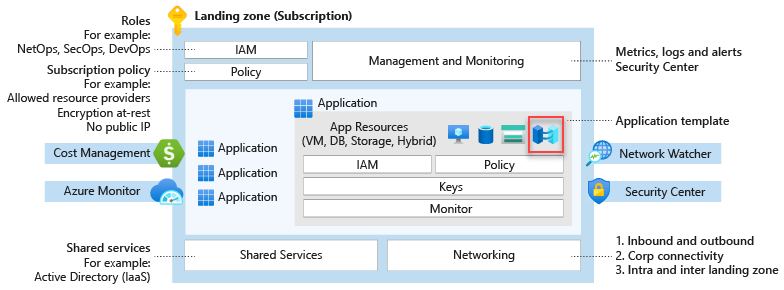 Landing zone (Subscription)
Roles
For example:
NetOps, SecOps, DevOps
IAM
Management and Monitoring
Metrics, logs and alerts
Security Center
Subscription policy
For example:
Allowed resource providers
Encryption at-rest
No public IP
Policy
Application
App Resources
(VM, DB, Storage, Hybrid)
Application template
IAM
Policy
Keys
Monitor
Application
Application
Application
Cost Management
Azure Monitor
Network Watcher
Security Center
Shared services
For example:
Active Directory (IaaS)
Shared Services
Networking
1. Inbound and outbound
2. Corp connectivity
3. Intra and inter landing zone